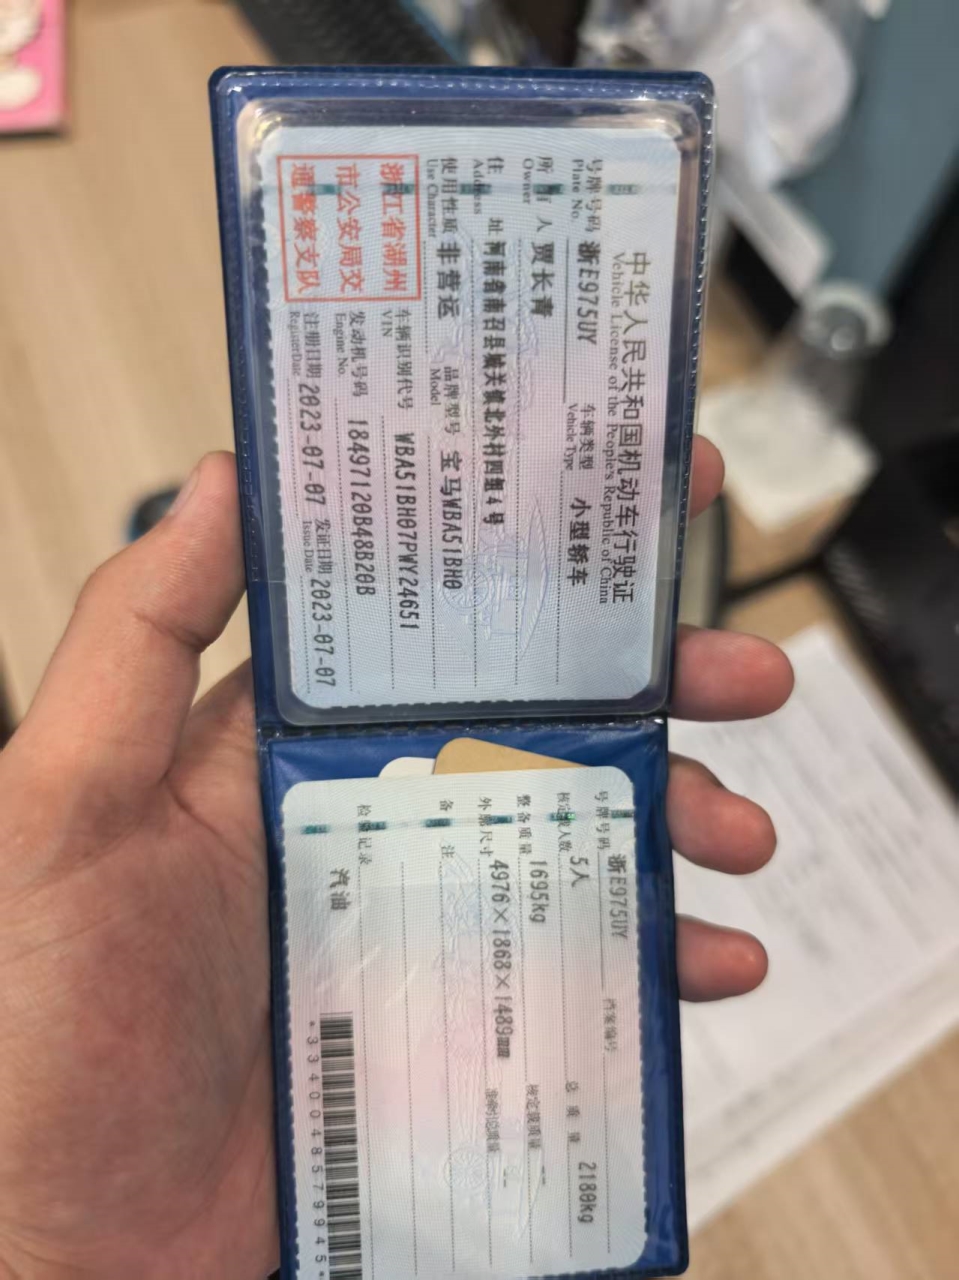 中华人民共和国机动车行驶证
Vehicle License of the People's Republic of China
号牌号码 浙E975UY 车辆类型 小型轿车
Plate No. Vehicle Type
所有人 贾长青
Owner
住 址 河南省南召县城关镇北外村四组4号
Address
使用性质 非营运 品牌型号 宝马WBA51BH0
Use Character Model
浙江省湖州
市公安局交
通警察支队
车辆识别代号 WBA51BH07PWY24651
VIN
发动机号码 18497120B48B20B
Engine No.
注册日期 2023-07-07 发证日期 2023-07-07
Register Date Issue Date
号牌号码 浙E975UY 档案编号
核定载人数 5人 总质量 2180kg
整备质量 1695kg 核定载质量 --
外廓尺寸 4976×1868×1489mm 准牵引总质量 --
备 注
检验记录
汽油
*3340048579945*